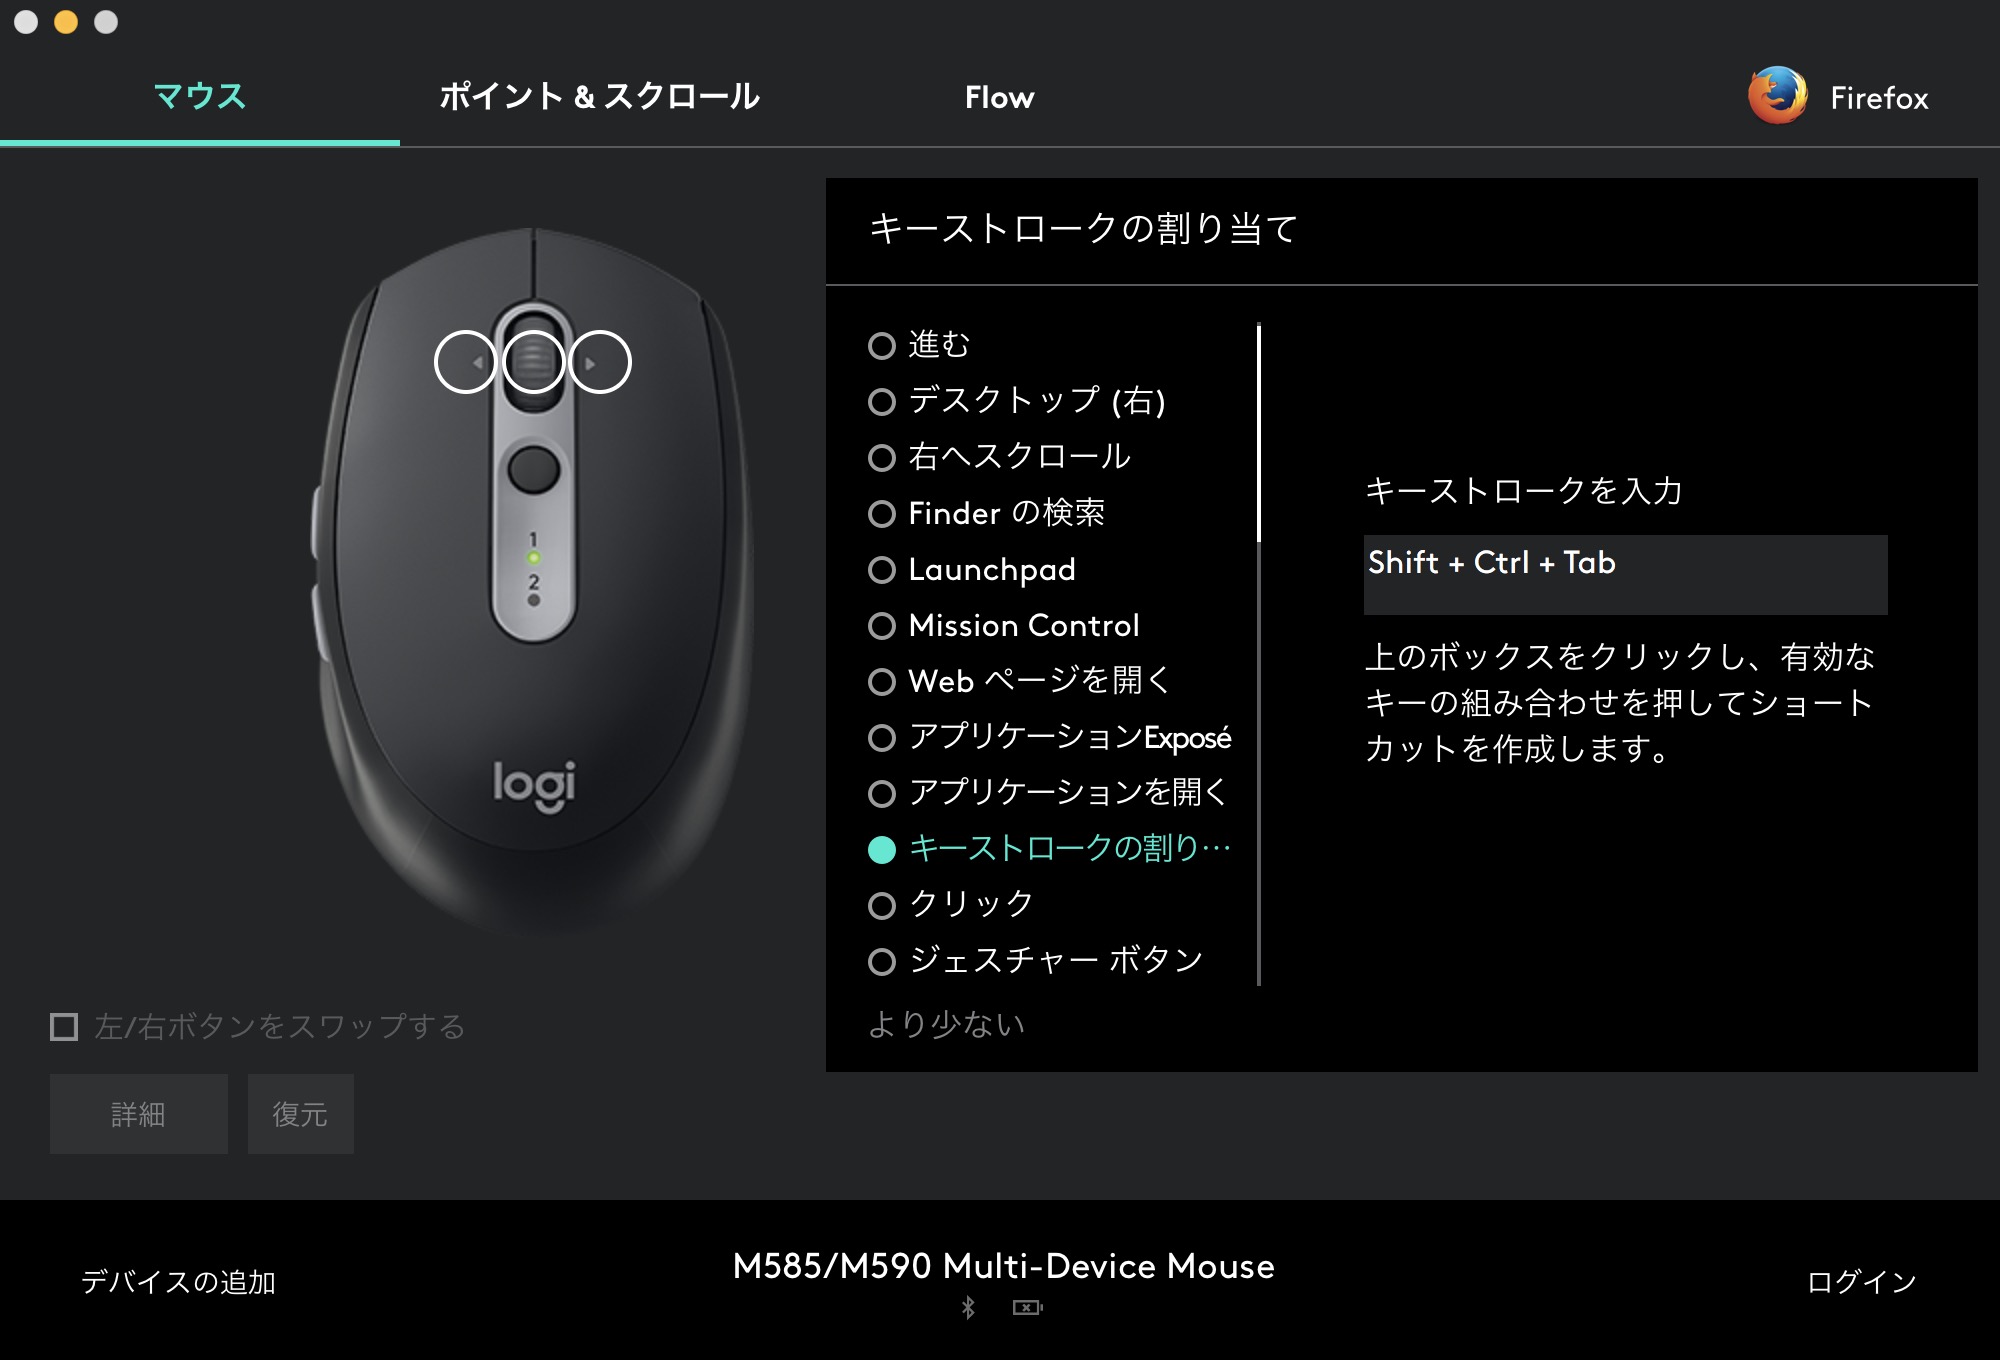 マウス
ポイント & スクロール
Flow
Firefox
キーストロークの割り当て
進む
デスクトップ (右)
右へスクロール
Finder の検索
Launchpad
Mission Control
Web ページを開く
アプリケーションExposé
アプリケーションを開く
キーストロークの割り…
クリック
ジェスチャー ボタン
より少ない
キーストロークを入力
Shift + Ctrl + Tab
上のボックスをクリックし、有効な
キーの組み合わせを押してショート
カットを作成します。
1
2
logi
左/右ボタンをスワップする
詳細
復元
デバイスの追加
M585/M590 Multi-Device Mouse
ログイン